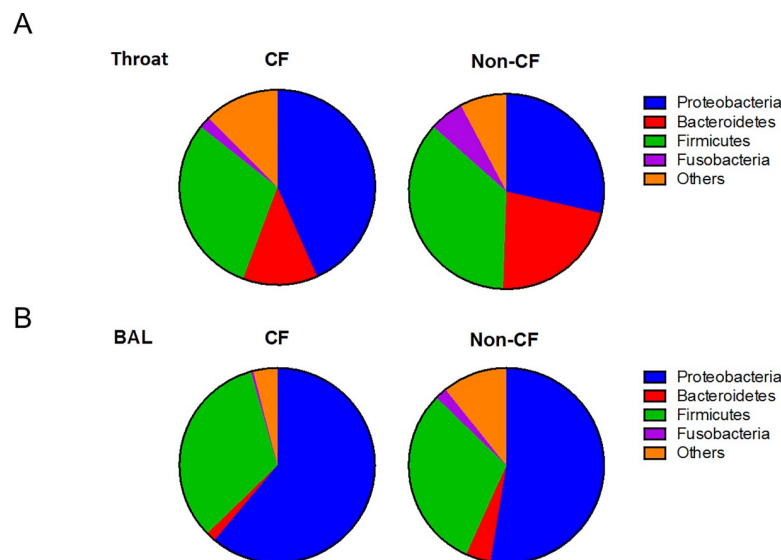 A
Throat
CF
Non-CF
Proteobacteria
Bacteroidetes
Firmicutes
Fusobacteria
Others
B
BAL
CF
Non-CF
Proteobacteria
Bacteroidetes
Firmicutes
Fusobacteria
Others